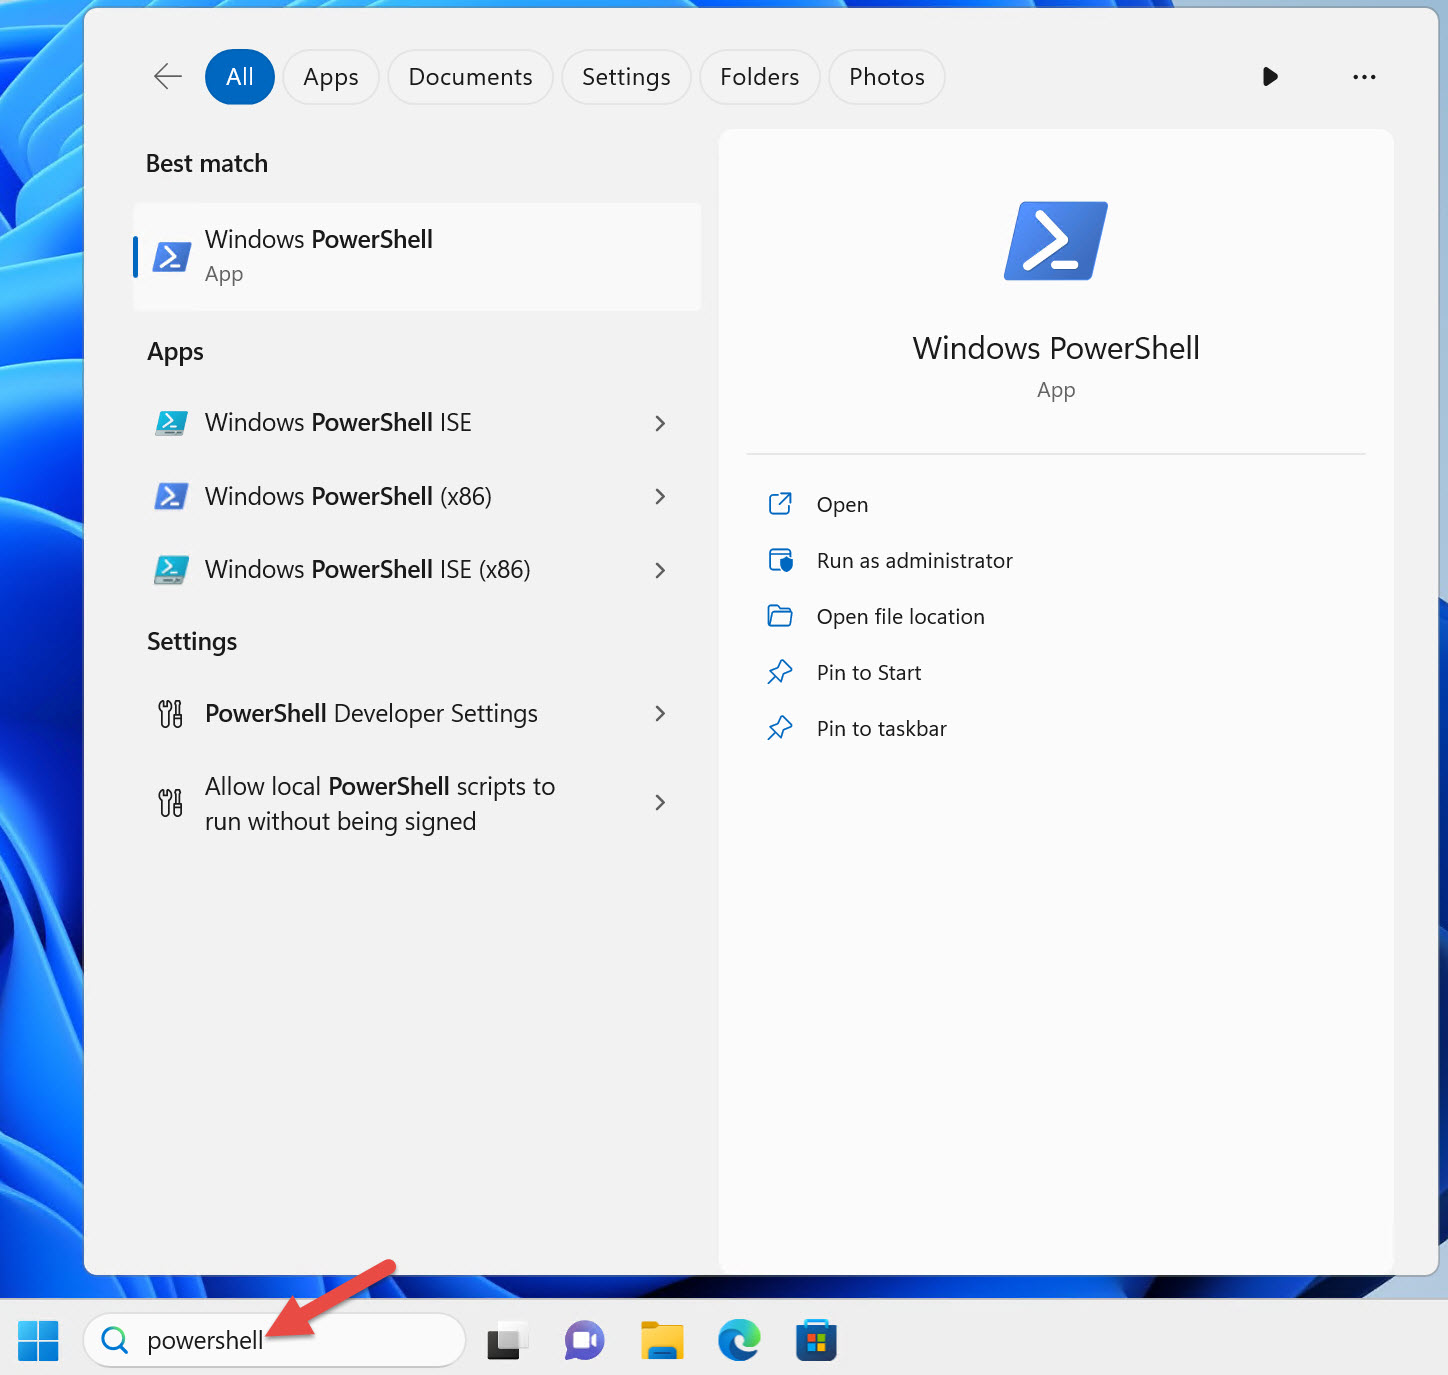 All
Apps
Documents
Settings
Folders
Photos
Best match
Windows PowerShell
App
Apps
Windows PowerShell ISE
Windows PowerShell (x86)
Windows PowerShell ISE (x86)
Settings
PowerShell Developer Settings
Allow local PowerShell scripts to
run without being signed
Windows PowerShell
App
Open
Run as administrator
Open file location
Pin to Start
Pin to taskbar
powershell